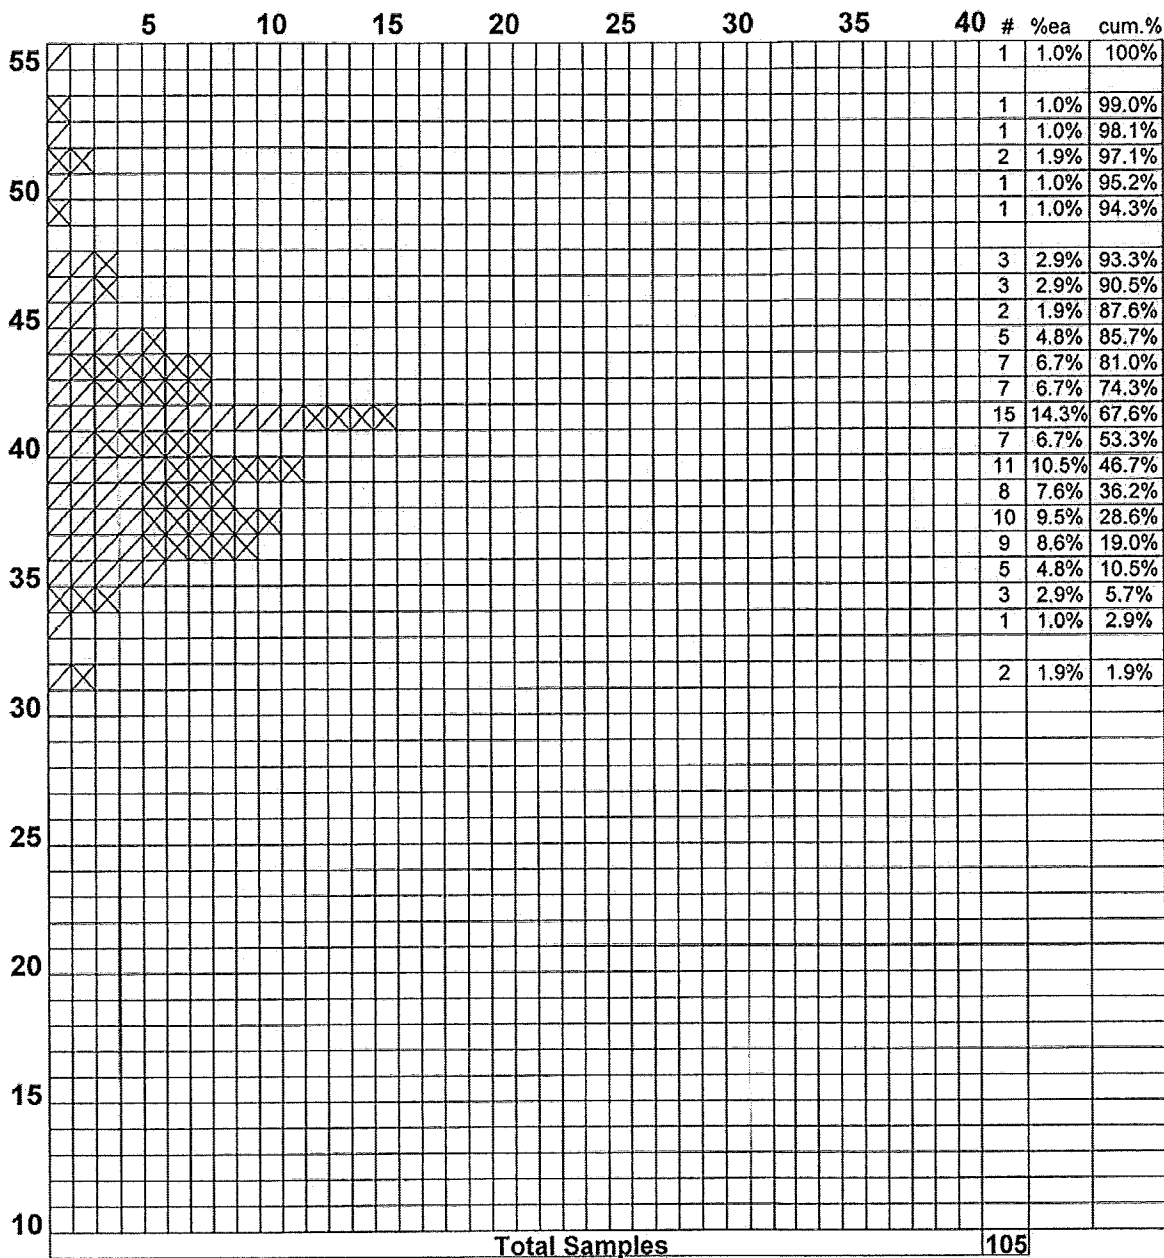 5 10 15 20 25 30 35 40 # %ea cum.%
55 1 1.0% 100%
1 1.0% 99.0%
1 1.0% 98.1%
2 1.9% 97.1%
50 1 1.0% 95.2%
1 1.0% 94.3%
3 2.9% 93.3%
3 2.9% 90.5%
45 2 1.9% 87.6%
5 4.8% 85.7%
7 6.7% 81.0%
7 6.7% 74.3%
15 14.3% 67.6%
40 7 6.7% 53.3%
11 10.5% 46.7%
8 7.6% 36.2%
10 9.5% 28.6%
9 8.6% 19.0%
35 5 4.8% 10.5%
3 2.9% 5.7%
1 1.0% 2.9%
2 1.9% 1.9%
30
25
20
15
10
Total Samples 105